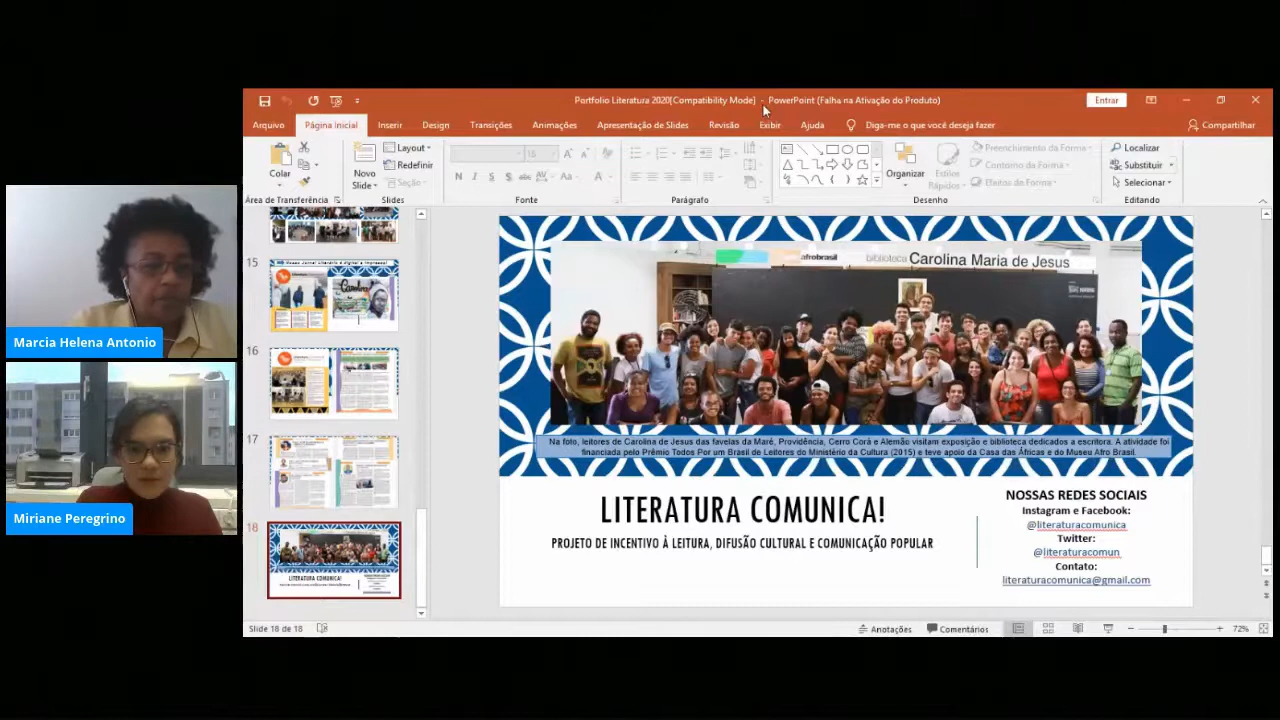 Portfolio Literatura 2020[Compatibility Mode] - PowerPoint (Falha na Ativação do Produto)
Entrar
Arquivo
Página Inicial
Inserir
Design
Transições
Animações
Apresentação de Slides
Revisão
Exibir
Ajuda
Diga-me o que você deseja fazer
Compartilhar
Colar
Novo
Slide
Layout
Redefinir
Seção
15
N I S S abc AV Aa A
Organizar
Estilos
Rápidos
Preenchimento da Forma
Contorno da Forma
Efeitos de Forma
Localizar
Substituir
Selecionar
Área de Transferência
Slides
Fonte
Parágrafo
Desenho
Editando
15
16
17
18
LITERATURA COMUNICA!
afrobrasil
biblioteca Carolina Maria de Jesus
Na foto, leitores de Carolina de Jesus das favelas da Maré, Providência, Cerro Corá e Alemão visitam exposição e biblioteca dedicados a escritora. A atividade foi
financiada pelo Prêmio Todos Por um Brasil de Leitores do Ministério da Cultura (2015) e teve apoio da Casa das Áfricas e do Museu Afro Brasil.
LITERATURA COMUNICA!
PROJETO DE INCENTIVO À LEITURA, DIFUSÃO CULTURAL E COMUNICAÇÃO POPULAR
NOSSAS REDES SOCIAIS
Instagram e Facebook:
@literaturacomunica
Twitter:
@literaturacomun
Contato:
literaturacomunica@gmail.com
Marcia Helena Antonio
Miriane Peregrino
Slide 18 de 18
Anotações
Comentários
72%